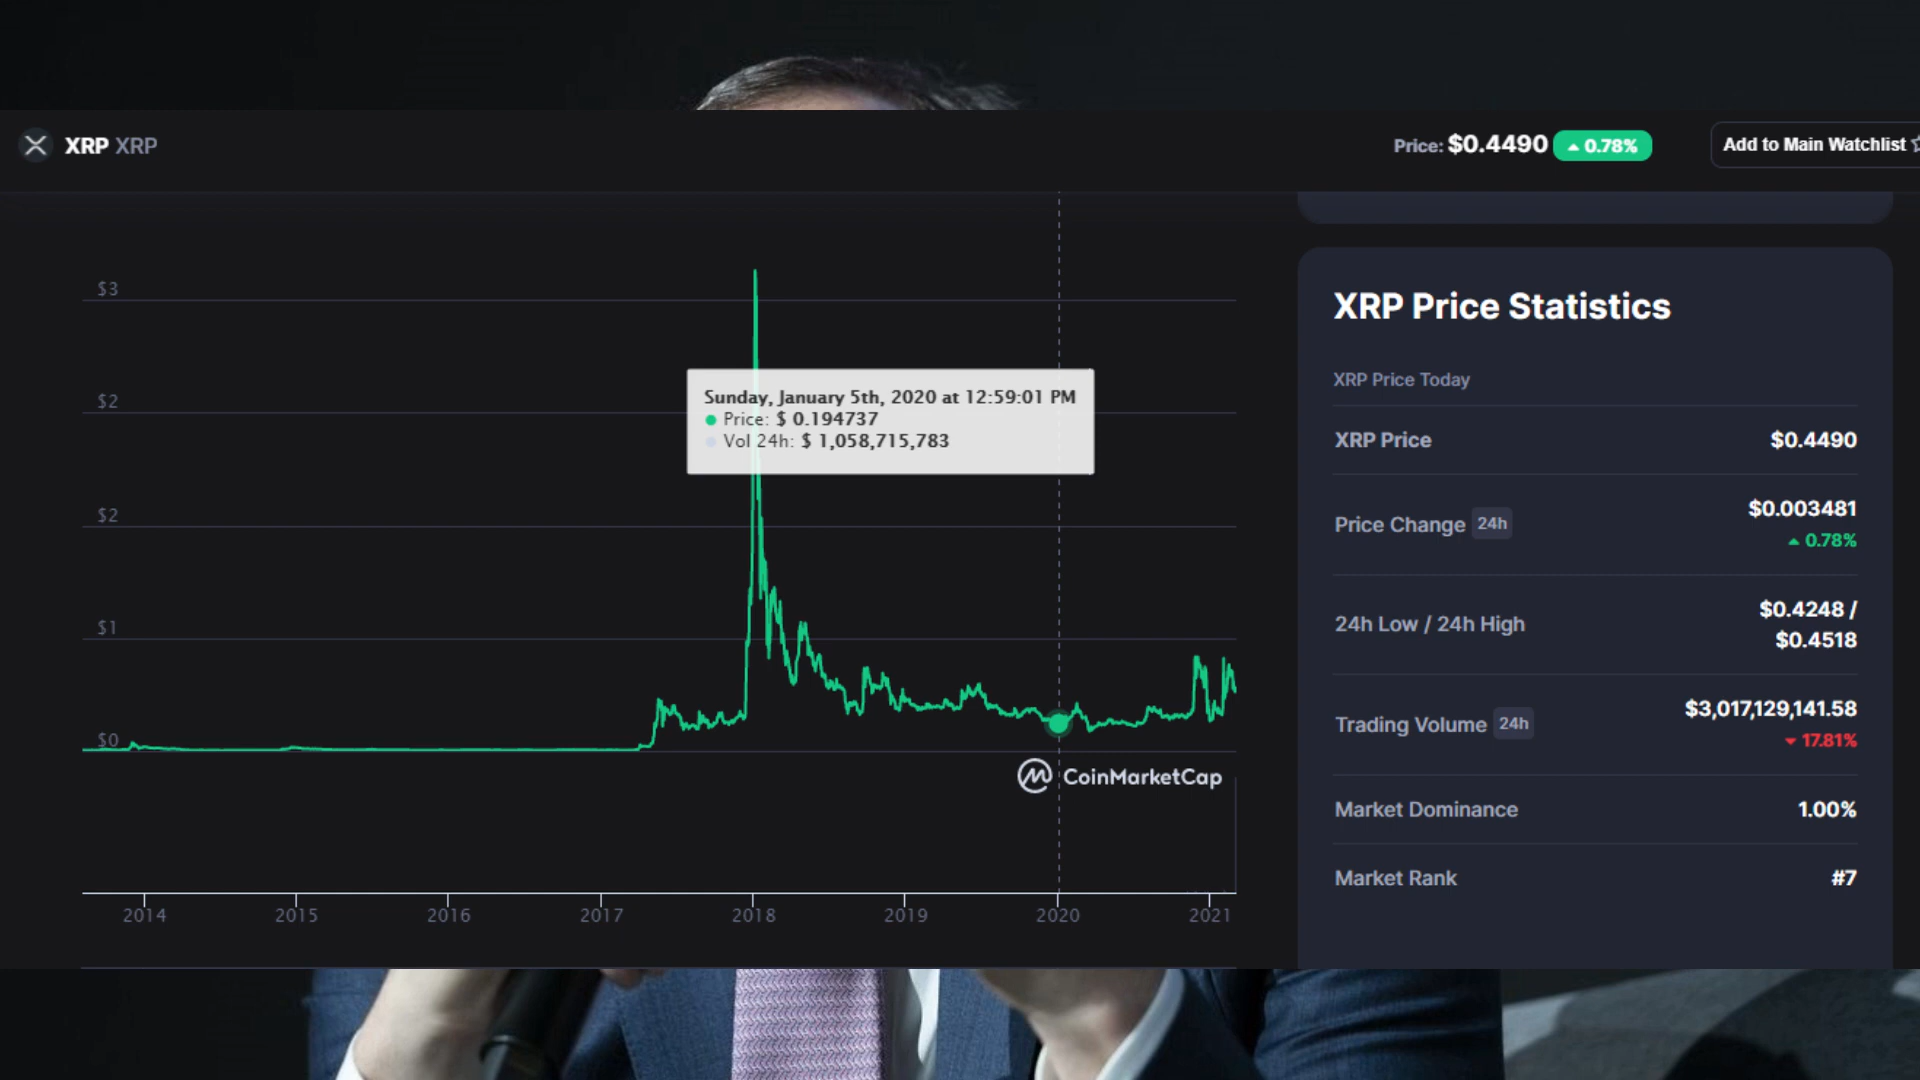 XRP XRP
Price: $0.4490 0.78%
Add to Main Watchlist
$3
$2
$2
$1
$0
Sunday, January 5th, 2020 at 12:59:01 PM
Price: $ 0.194737
Vol 24h: $ 1,058,715,783
CoinMarketCap
2014 2015 2016 2017 2018 2019 2020 2021
XRP Price Statistics
XRP Price Today
XRP Price $0.4490
Price Change 24h $0.003481
0.78%
24h Low / 24h High $0.4248 /
$0.4518
Trading Volume 24h $3,017,129,141.58
17.81%
Market Dominance 1.00%
Market Rank #7